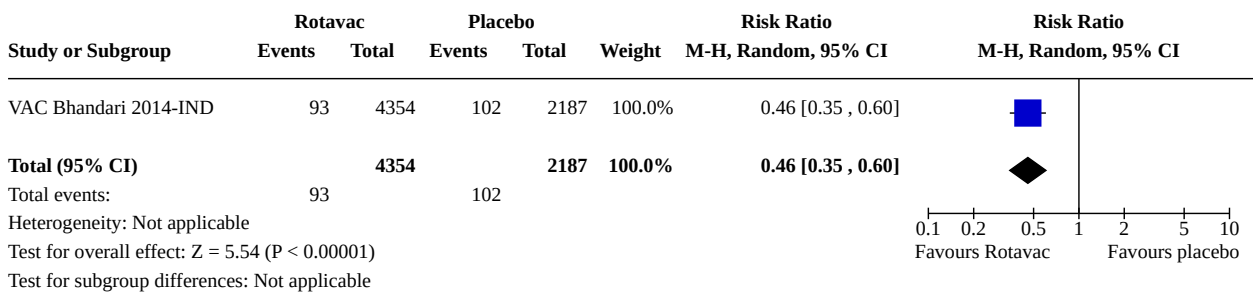 Rotavac Placebo Risk Ratio Risk Ratio
Study or Subgroup Events Total Events Total Weight M-H, Random, 95% CI M-H, Random, 95% CI
VAC Bhandari 2014-IND 93 4354 102 2187 100.0% 0.46 [0.35 , 0.60]
Total (95% CI) 4354 2187 100.0% 0.46 [0.35 , 0.60]
Total events: 93 102
Heterogeneity: Not applicable
0.1 0.2 0.5 1 2 5 10
Test for overall effect: Z = 5.54 (P < 0.00001) Favours Rotavac Favours placebo
Test for subgroup differences: Not applicable